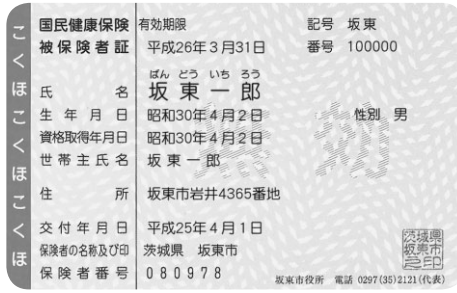 こくほこくほこくほ
国民健康保険 有効期限 記号 坂東
被保険者証 平成26年3月31日 番号 100000
ばん どう いち ろう
氏名 坂東一郎
生年月日 昭和30年4月2日 性別 男
資格取得年月日 昭和30年4月2日
世帯主氏名 坂東一郎
無効
住所 坂東市岩井4365番地
交付年月日 平成25年4月1日
保険者の名称及び印 茨城県 坂東市
保険者番号 080978
茨城県
坂東市
之印
坂東市役所 電話 0297(35)2121(代表)